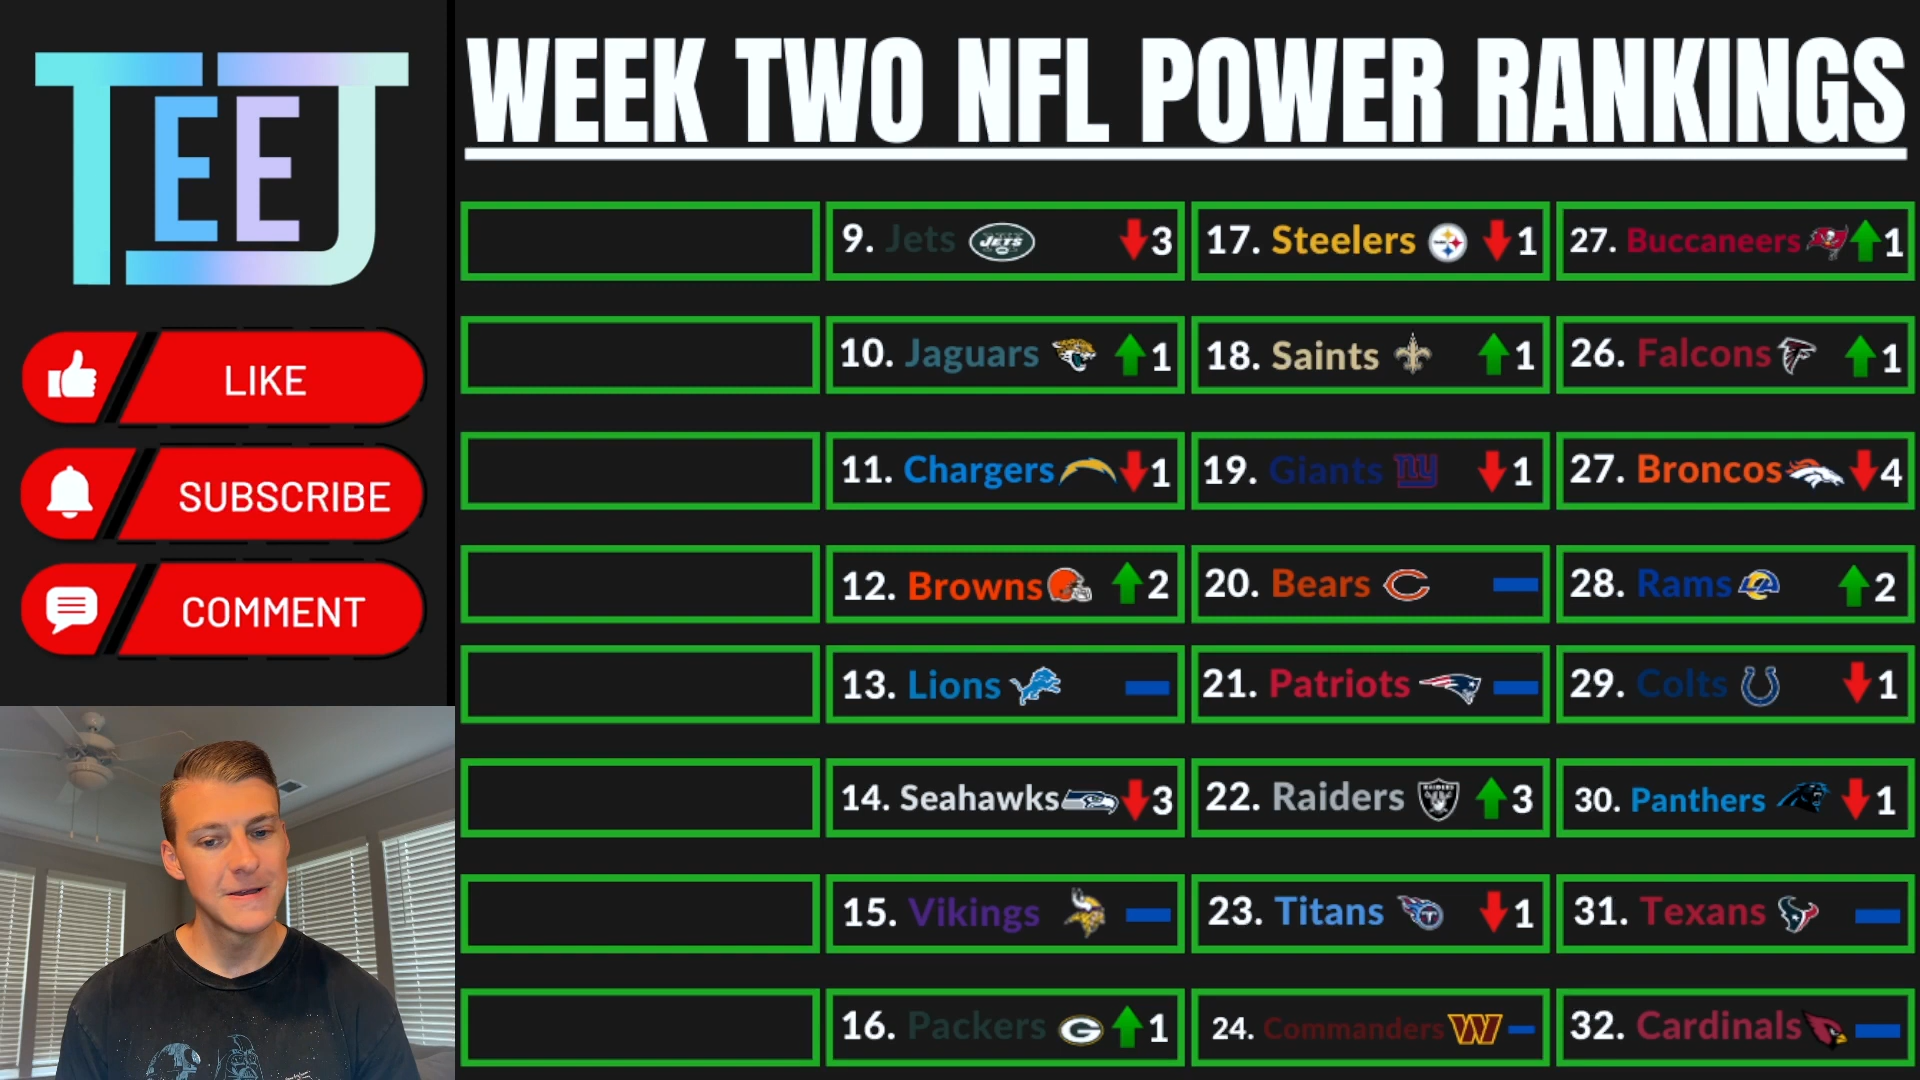 TEEJ
LIKE
SUBSCRIBE
COMMENT
WEEK TWO NFL POWER RANKINGS
9. Jets JETS 3
10. Jaguars 1
11. Chargers 1
12. Browns 2
13. Lions
14. Seahawks 3
15. Vikings
16. Packers G 1
17. Steelers 1
18. Saints 1
19. Giants ny 1
20. Bears C
21. Patriots
22. Raiders RAIDERS 3
23. Titans T 1
24. Commanders W
27. Buccaneers 1
26. Falcons 1
27. Broncos 4
28. Rams 2
29. Colts 1
30. Panthers 1
31. Texans
32. Cardinals